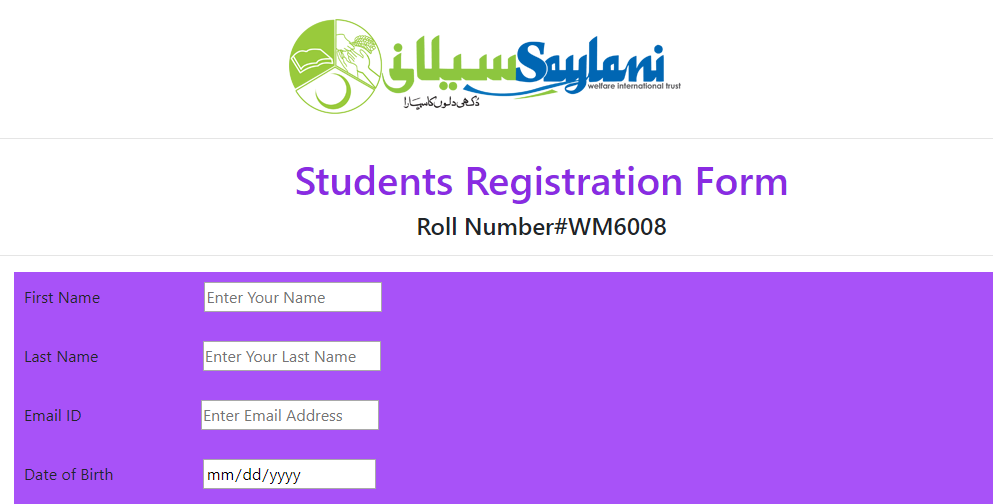 سیلانی Saylani
welfare international trust
دُکھی دلوں کا سہارا
Students Registration Form
Roll Number#WM6008
First Name Enter Your Name
Last Name Enter Your Last Name
Email ID Enter Email Address
Date of Birth mm/dd/yyyy